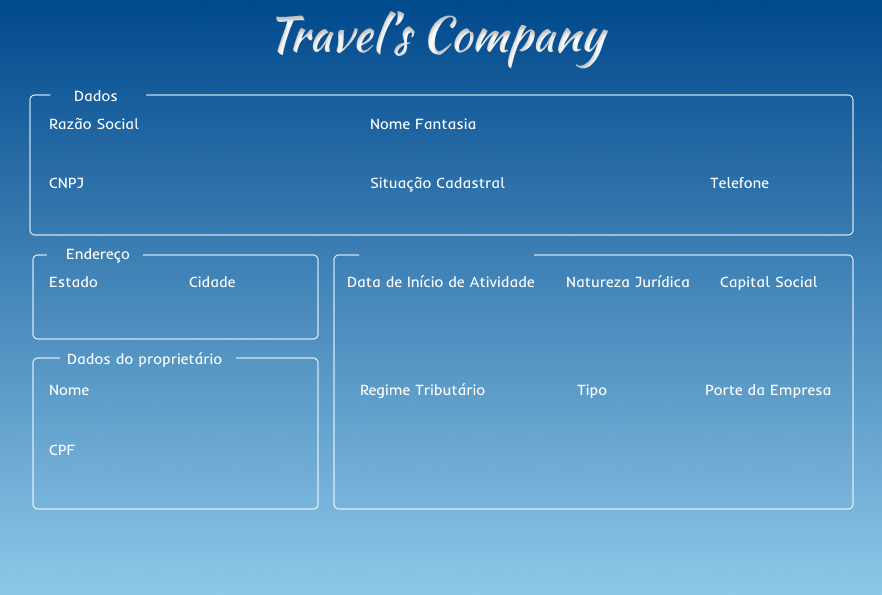 Travel's Company
Dados
Razão Social
Nome Fantasia
CNPJ
Situação Cadastral
Telefone
Endereço
Estado
Cidade
Dados do proprietário
Nome
CPF
Data de Início de Atividade
Natureza Jurídica
Capital Social
Regime Tributário
Tipo
Porte da Empresa